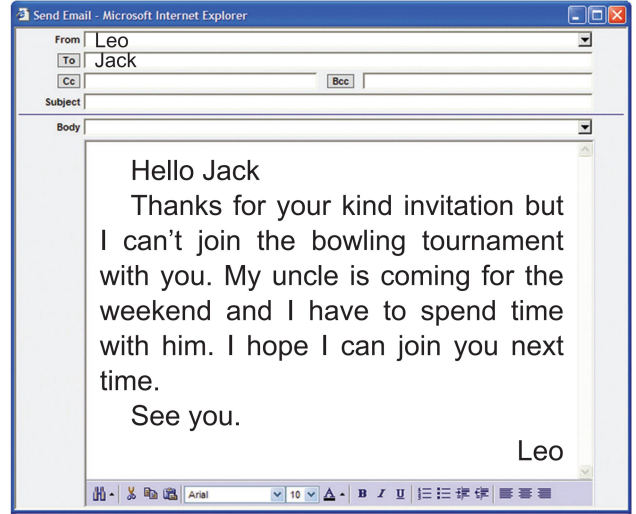 Send Email - Microsoft Internet Explorer
From Leo
To Jack
Cc Bcc
Subject
Body
Hello Jack
Thanks for your kind invitation but
I can't join the bowling tournament
with you. My uncle is coming for the
weekend and I have to spend time
with him. I hope I can join you next
time.
See you.
Leo
Arial 10 A B I U